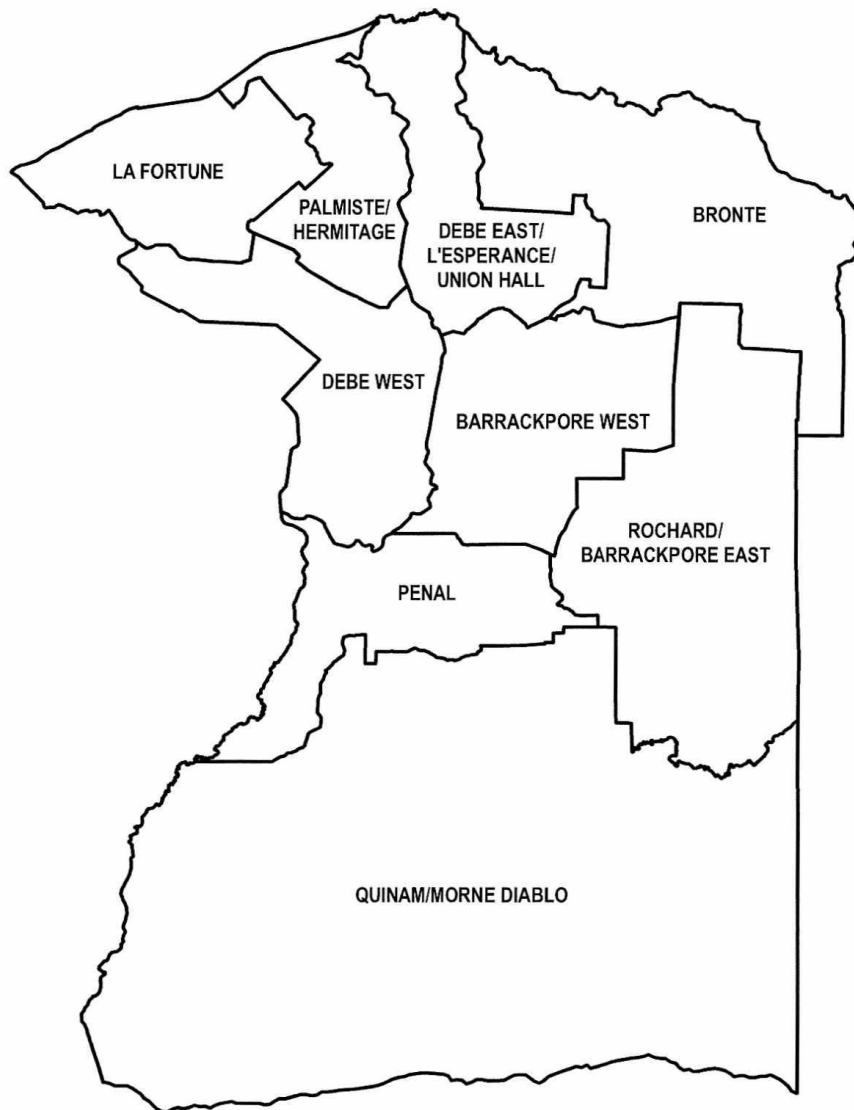 LA FORTUNE
PALMISTE/
HERMITAGE
DEBE EAST/
L'ESPERANCE/
UNION HALL
BRONTE
DEBE WEST
BARRACKPORE WEST
ROCHARD/
BARRACKPORE EAST
PENAL
QUINAM/MORNE DIABLO